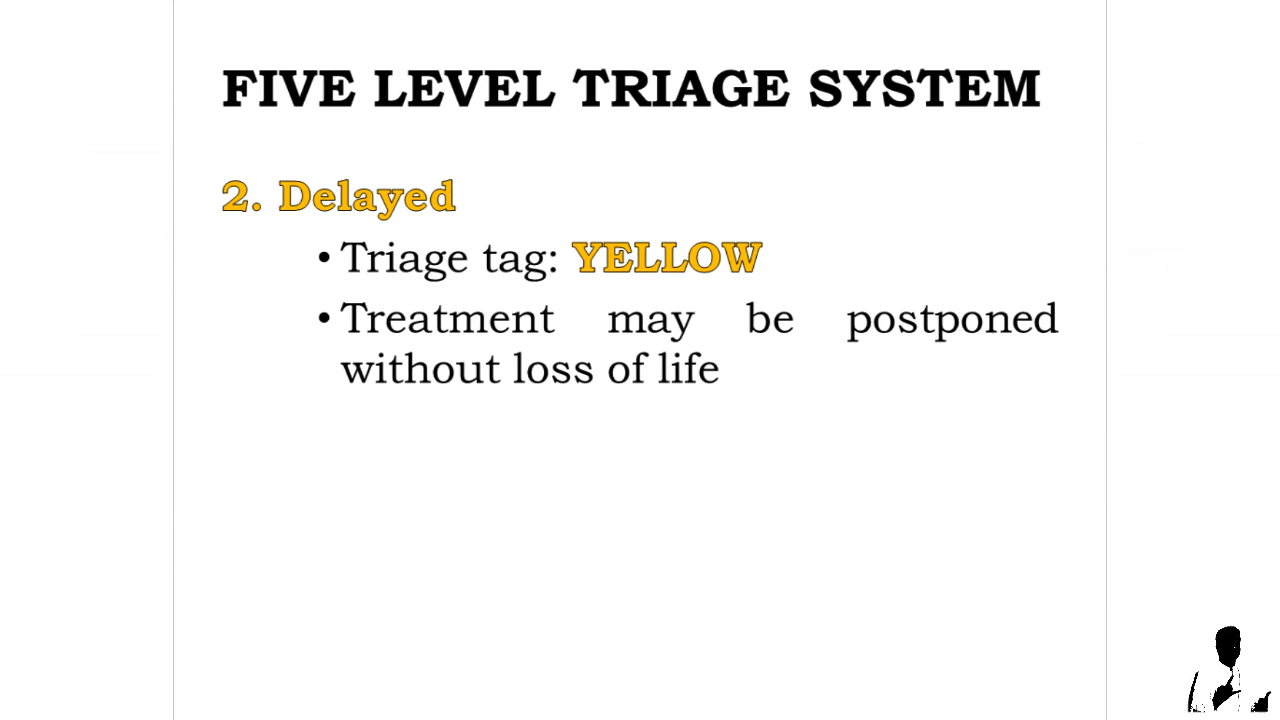 FIVE LEVEL TRIAGE SYSTEM
2. Delayed
• Triage tag: YELLOW
• Treatment may be postponed
without loss of life